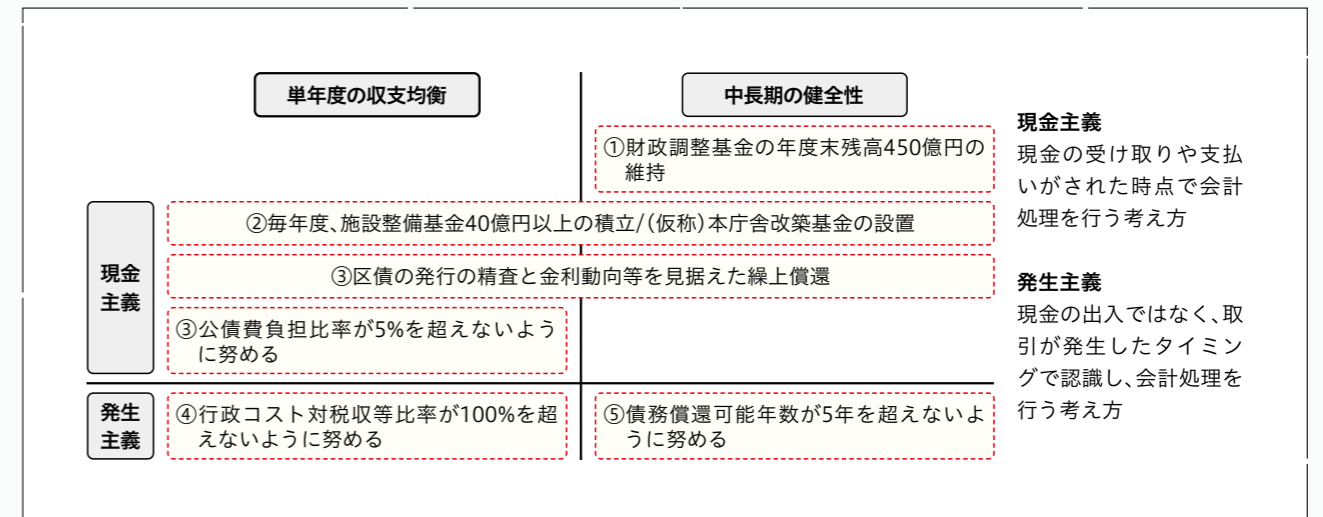 単年度の収支均衡
中長期の健全性
①財政調整基金の年度末残高450億円の
維持
現金
主義
②毎年度、施設整備基金40億円以上の積立/(仮称)本庁舎改築基金の設置
③区債の発行の精査と金利動向等を見据えた繰上償還
③公債費負担比率が5%を超えないよう
に努める
発生
主義
④行政コスト対税収等比率が100%を超
えないように努める
⑤債務償還可能年数が5年を超えないよ
うに努める
現金主義
現金の受け取りや支払
いがされた時点で会計
処理を行う考え方
発生主義
現金の出入ではなく、取
引が発生したタイミン
グで認識し、会計処理を
行う考え方